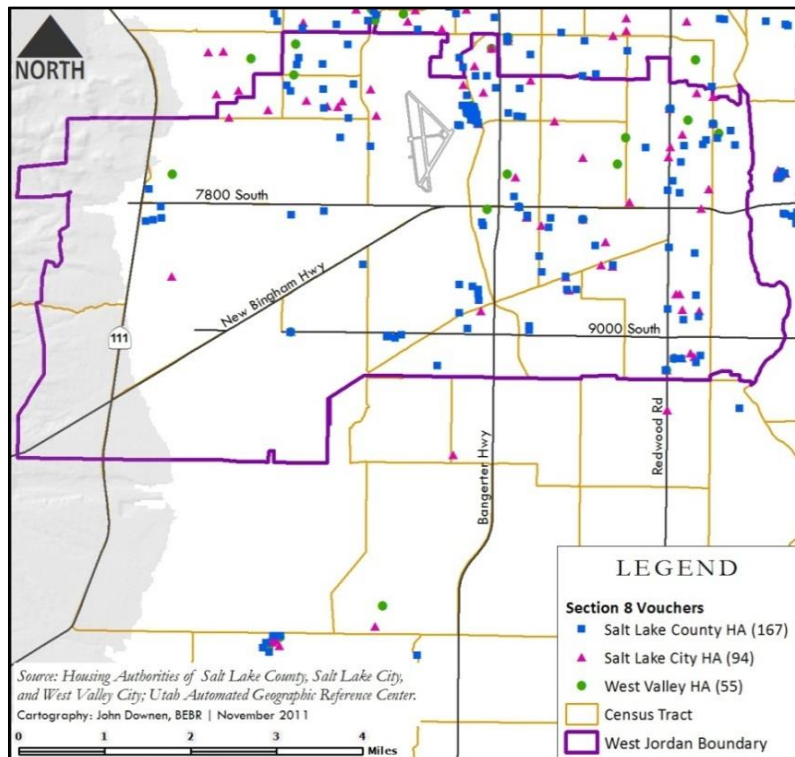 NORTH
7800 South
New Bingham Hwy
111
9000 South
Bangerter Hwy
Redwood Rd
LEGEND
Section 8 Vouchers
Salt Lake County HA (167)
Salt Lake City HA (94)
West Valley HA (55)
Census Tract
West Jordan Boundary
Source: Housing Authorities of Salt Lake County, Salt Lake City,
and West Valley City; Utah Automated Geographic Reference Center.
Cartography: John Downen, BEBR | November 2011
0 1 2 3 4
Miles